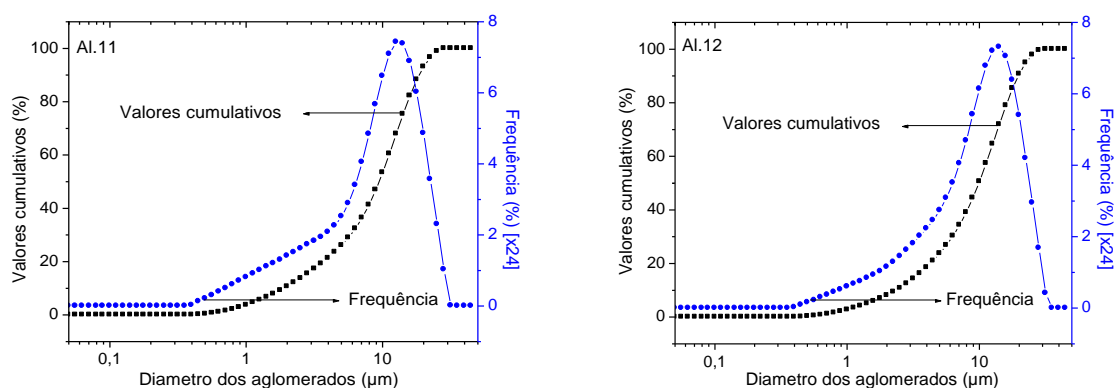 Al.11
Valores cumulativos (%)
100
80
60
40
20
0
Valores cumulativos
Frequência
8
6
4
2
0
Frequência (%) [x24]
0,1
1
10
Diametro dos aglomerados (µm)
Al.12
Valores cumulativos (%)
100
80
60
40
20
0
Valores cumulativos
Frequência
8
6
4
2
0
Frequência (%) [x24]
0,1
1
10
Diametro dos aglomerados (µm)